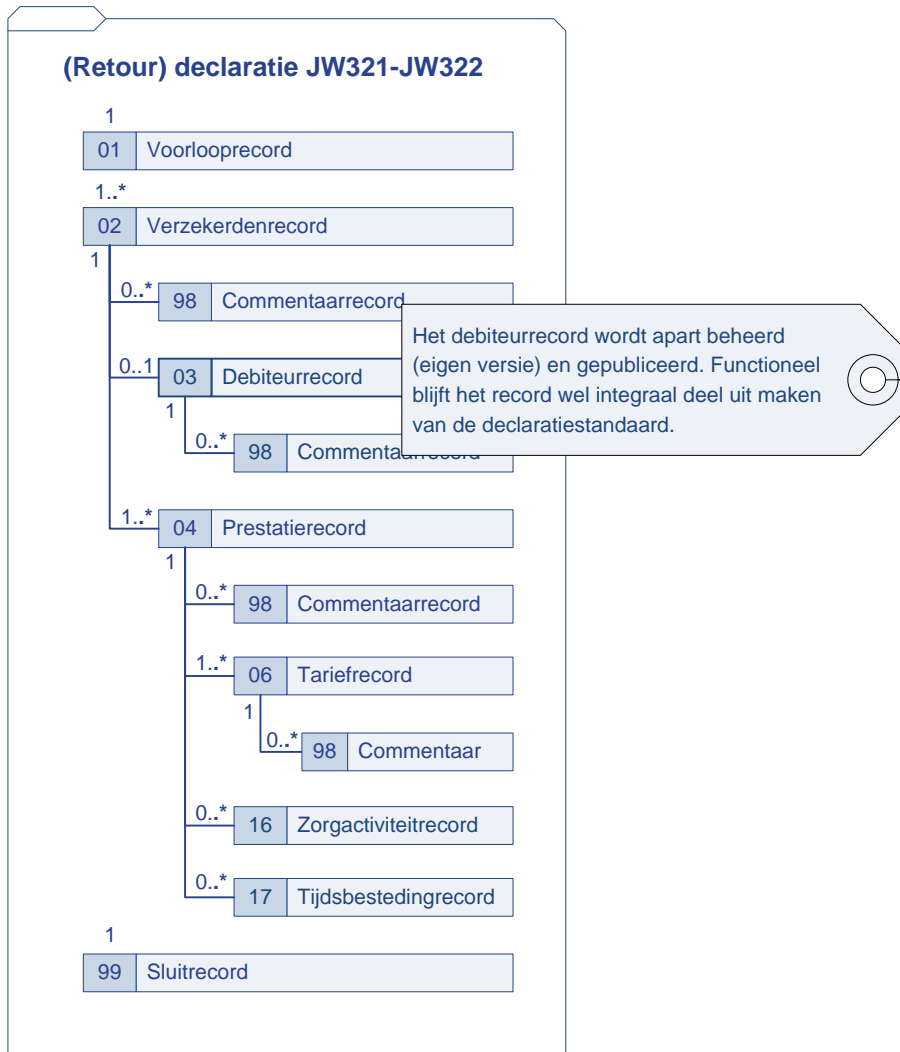 (Retour) declaratie JW321-JW322
1
01 Voorlooprecord
1..*
02 Verzekerdenrecord
1
0..* 98 Commentaarrecord
Het debiteurrecord wordt apart beheerd
(eigen versie) en gepubliceerd. Functioneel
blijft het record wel integraal deel uit maken
van de declaratiestandaard.
0..1 03 Debiteurrecord
1
0..* 98 Commentaarrecord
1..* 04 Prestatierecord
1
0..* 98 Commentaarrecord
1..* 06 Tariefrecord
1
0..* 98 Commentaar
0..* 16 Zorgactiviteitrecord
0..* 17 Tijdsbestedingrecord
1
99 Sluitrecord